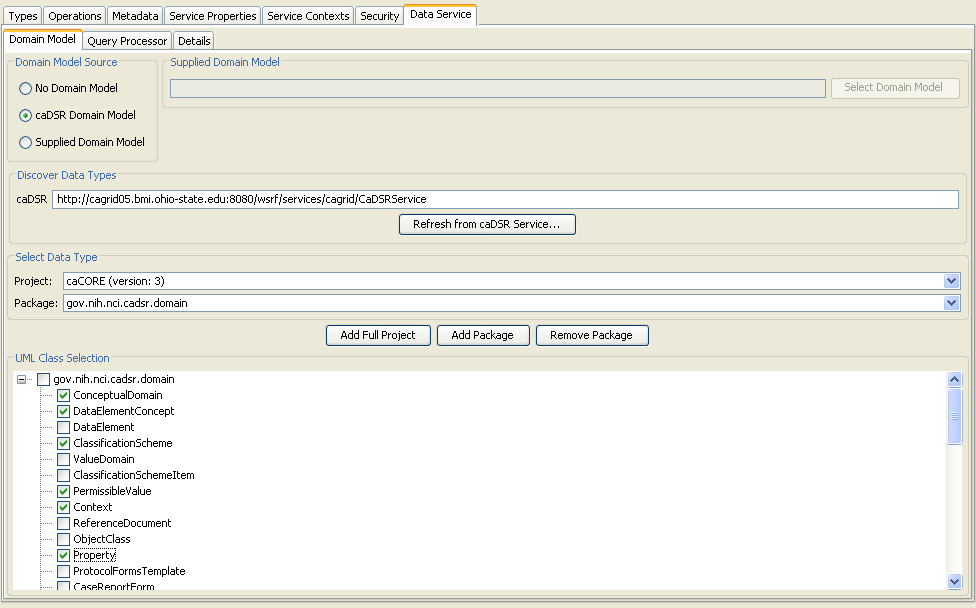 Types Operations Metadata Service Properties Service Contexts Security Data Service
Domain Model Query Processor Details
Domain Model Source
No Domain Model
caDSR Domain Model
Supplied Domain Model
Supplied Domain Model
Select Domain Model
Discover Data Types
caDSR http://cagrid05.bmi.ohio-state.edu:8080/wsrf/services/cagrid/CaDSRService
Refresh from caDSR Service...
Select Data Type
Project: caCORE (version: 3)
Package: gov.nih.nci.cadsr.domain
Add Full Project Add Package Remove Package
UML Class Selection
gov.nih.nci.cadsr.domain
ConceptualDomain
DataElementConcept
DataElement
ClassificationScheme
ValueDomain
ClassificationSchemeItem
PermissibleValue
Context
ReferenceDocument
ObjectClass
Property
ProtocolFormsTemplate
CaseReportForm